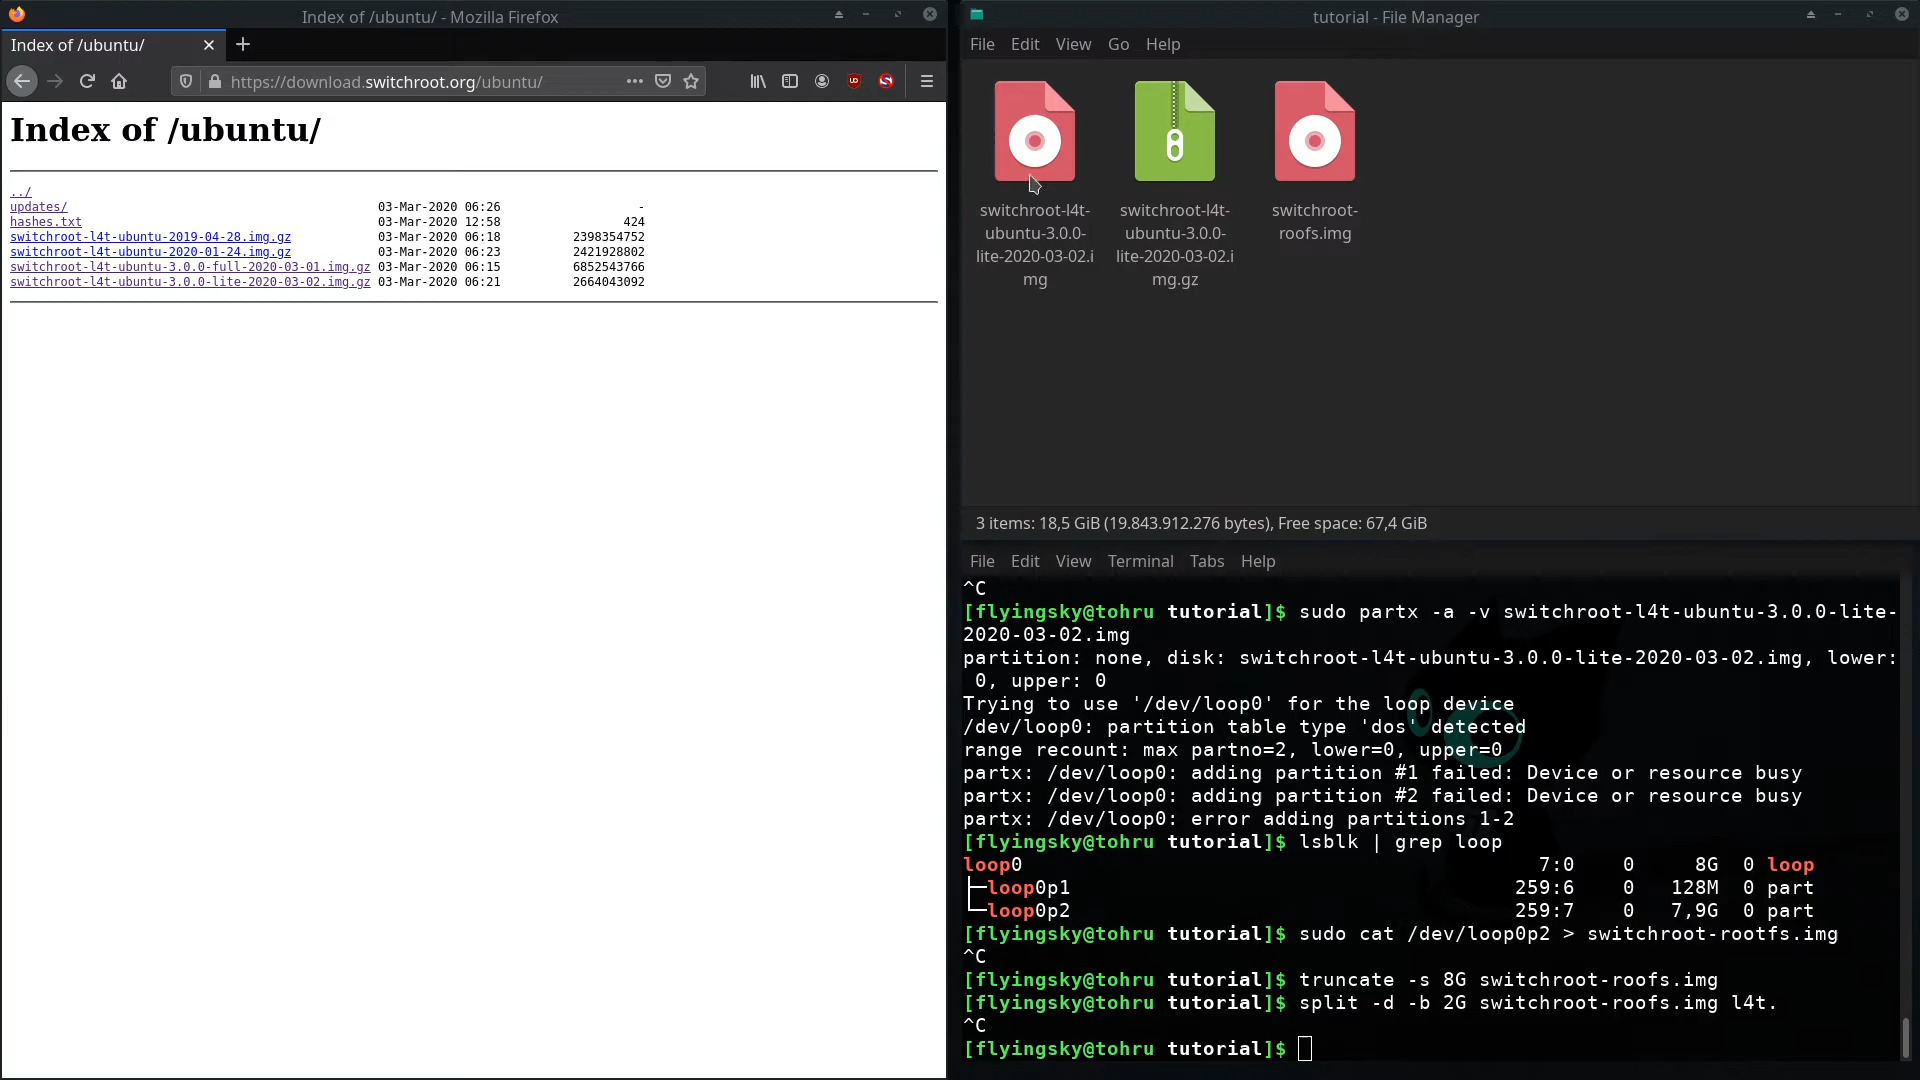 Index of /ubuntu/ - Mozilla Firefox
Index of /ubuntu/
https://download.switchroot.org/ubuntu/
Index of /ubuntu/
../
updates/ 03-Mar-2020 06:26 -
hashes.txt 03-Mar-2020 12:58 424
switchroot-l4t-ubuntu-2019-04-28.img.gz 03-Mar-2020 06:18 2398354752
switchroot-l4t-ubuntu-2020-01-24.img.gz 03-Mar-2020 06:23 2421928802
switchroot-l4t-ubuntu-3.0.0-full-2020-03-01.img.gz 03-Mar-2020 06:15 6852543766
switchroot-l4t-ubuntu-3.0.0-lite-2020-03-02.img.gz 03-Mar-2020 06:21 2664043092
tutorial - File Manager
File Edit View Go Help
switchroot-l4t-
ubuntu-3.0.0-
lite-2020-03-02.i
mg
switchroot-l4t-
ubuntu-3.0.0-
lite-2020-03-02.i
mg.gz
switchroot-
roofs.img
3 items: 18,5 GiB (19.843.912.276 bytes), Free space: 67,4 GiB
File Edit View Terminal Tabs Help
^C
[flyingsky@tohru tutorial]$ sudo partx -a -v switchroot-l4t-ubuntu-3.0.0-lite-
2020-03-02.img
partition: none, disk: switchroot-l4t-ubuntu-3.0.0-lite-2020-03-02.img, lower:
0, upper: 0
Trying to use '/dev/loop0' for the loop device
/dev/loop0: partition table type 'dos' detected
range recount: max partno=2, lower=0, upper=0
partx: /dev/loop0: adding partition #1 failed: Device or resource busy
partx: /dev/loop0: adding partition #2 failed: Device or resource busy
partx: /dev/loop0: error adding partitions 1-2
[flyingsky@tohru tutorial]$ lsblk | grep loop
loop0 7:0 0 8G 0 loop
├─loop0p1 259:6 0 128M 0 part
└─loop0p2 259:7 0 7,9G 0 part
[flyingsky@tohru tutorial]$ sudo cat /dev/loop0p2 > switchroot-rootfs.img
^C
[flyingsky@tohru tutorial]$ truncate -s 8G switchroot-roofs.img
[flyingsky@tohru tutorial]$ split -d -b 2G switchroot-roofs.img l4t.
^C
[flyingsky@tohru tutorial]$